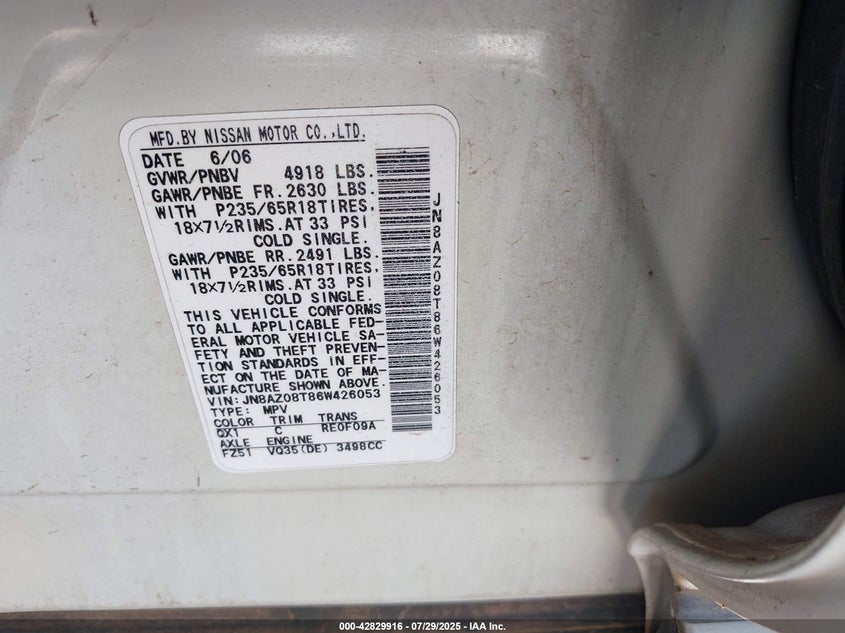 MFD.BY NISSAN MOTOR CO.,LTD.
DATE 6/06
GVWR/PNBV 4918 LBS.
GAWR/PNBE FR. 2630 LBS.
WITH P235/65R18TIRES,
18X7½RIMS.AT 33 PSI
COLD SINGLE.
GAWR/PNBE RR. 2491 LBS.
WITH P235/65R18TIRES,
18X7½RIMS.AT 33 PSI
COLD SINGLE.
THIS VEHICLE CONFORMS
TO ALL APPLICABLE FED-
ERAL MOTOR VEHICLE SA-
FETY AND THEFT PREVEN-
TION STANDARDS IN EFF-
ECT ON THE DATE OF MA-
NUFACTURE SHOWN ABOVE.
VIN: JN8AZ08T86W426053
TYPE: MPV
COLOR TRIM TRANS
QX1 C RE0F09A
AXLE ENGINE
FZ51 VQ35(DE) 3498CC
JN8AZ08T86W426053
000-42829916 - 07/29/2025 - IAA Inc.